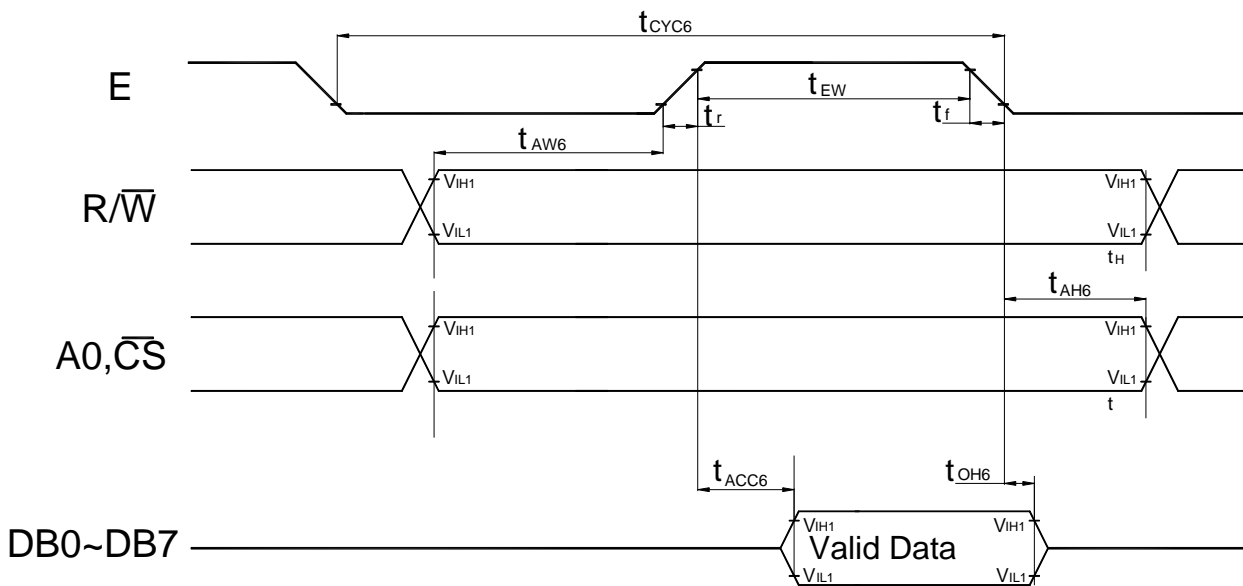 tCYC6
E
tEW
tr
tf
tAW6
R/W̅
VIH1
VIH1
VIL1
VIL1
tH
tAH6
A0,C̅S̅
VIH1
VIH1
VIL1
VIL1
t
tACC6
tOH6
DB0~DB7
VIH1
VIH1
Valid Data
VIL1
VIL1